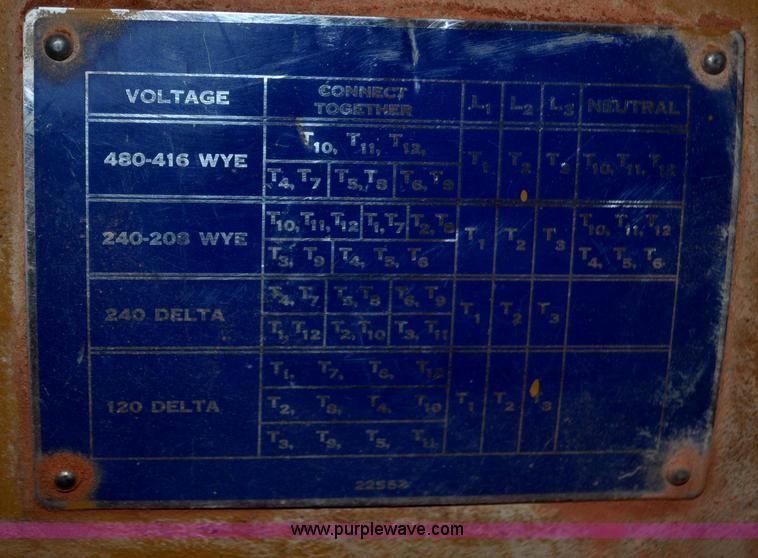 VOLTAGE CONNECT TOGETHER L1 L2 L3 NEUTRAL
480-416 WYE
T10, T11, T12,
T4, T7 T5, T8 T6, T9
T1 T2 T3 T10, T11, T12
240-208 WYE
T10, T11, T12 T1, T7 T2, T8
T3, T9 T4, T5, T6
T1 T2 T3
T10, T11, T12
T4, T5, T6
240 DELTA
T4, T7 T5, T8 T6, T9
T1, T12 T2, T10 T3, T11
T1 T2 T3
120 DELTA
T1, T7, T6, T12
T2, T8, T4, T10
T3, T9, T5, T11
T1 T2 T3
www.purplewave.com